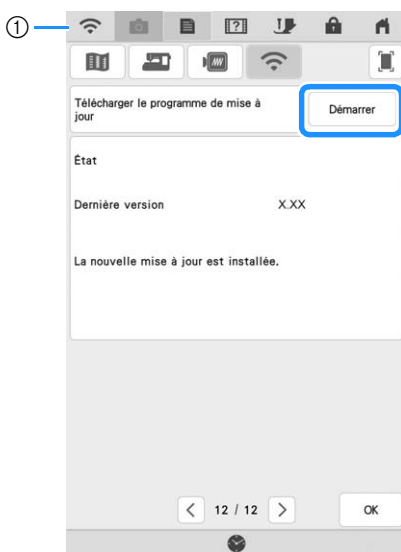 ①
Télécharger le programme de mise à
jour
Démarrer
État
Dernière version X.XX
La nouvelle mise à jour est installée.
12 / 12
OK